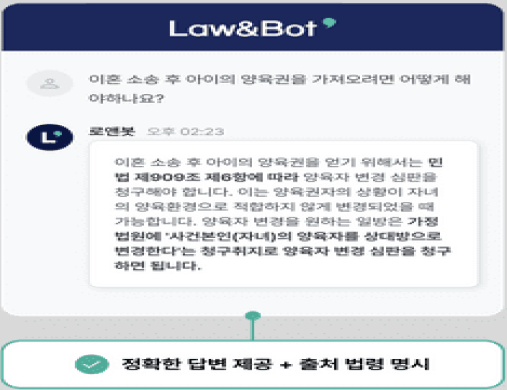 Law&Bot
이혼 소송 후 아이의 양육권을 가져오려면 어떻게 해
야하나요?
L
로앤봇 오후 02:23
이혼 소송 후 아이의 양육권을 얻기 위해서는 민
법 제909조 제6항에 따라 양육자 변경 심판을
청구해야 합니다. 이는 양육권자의 상황이 자녀
의 양육환경으로 적합하지 않게 변경되었을 때
가능합니다. 양육자 변경을 원하는 일방은 가정
법원에 '사건본인(자녀)의 양육자를 상대방으로
변경한다'는 청구취지로 양육자 변경 심판을 청구
하면 됩니다.
정확한 답변 제공 + 출처 법령 명시